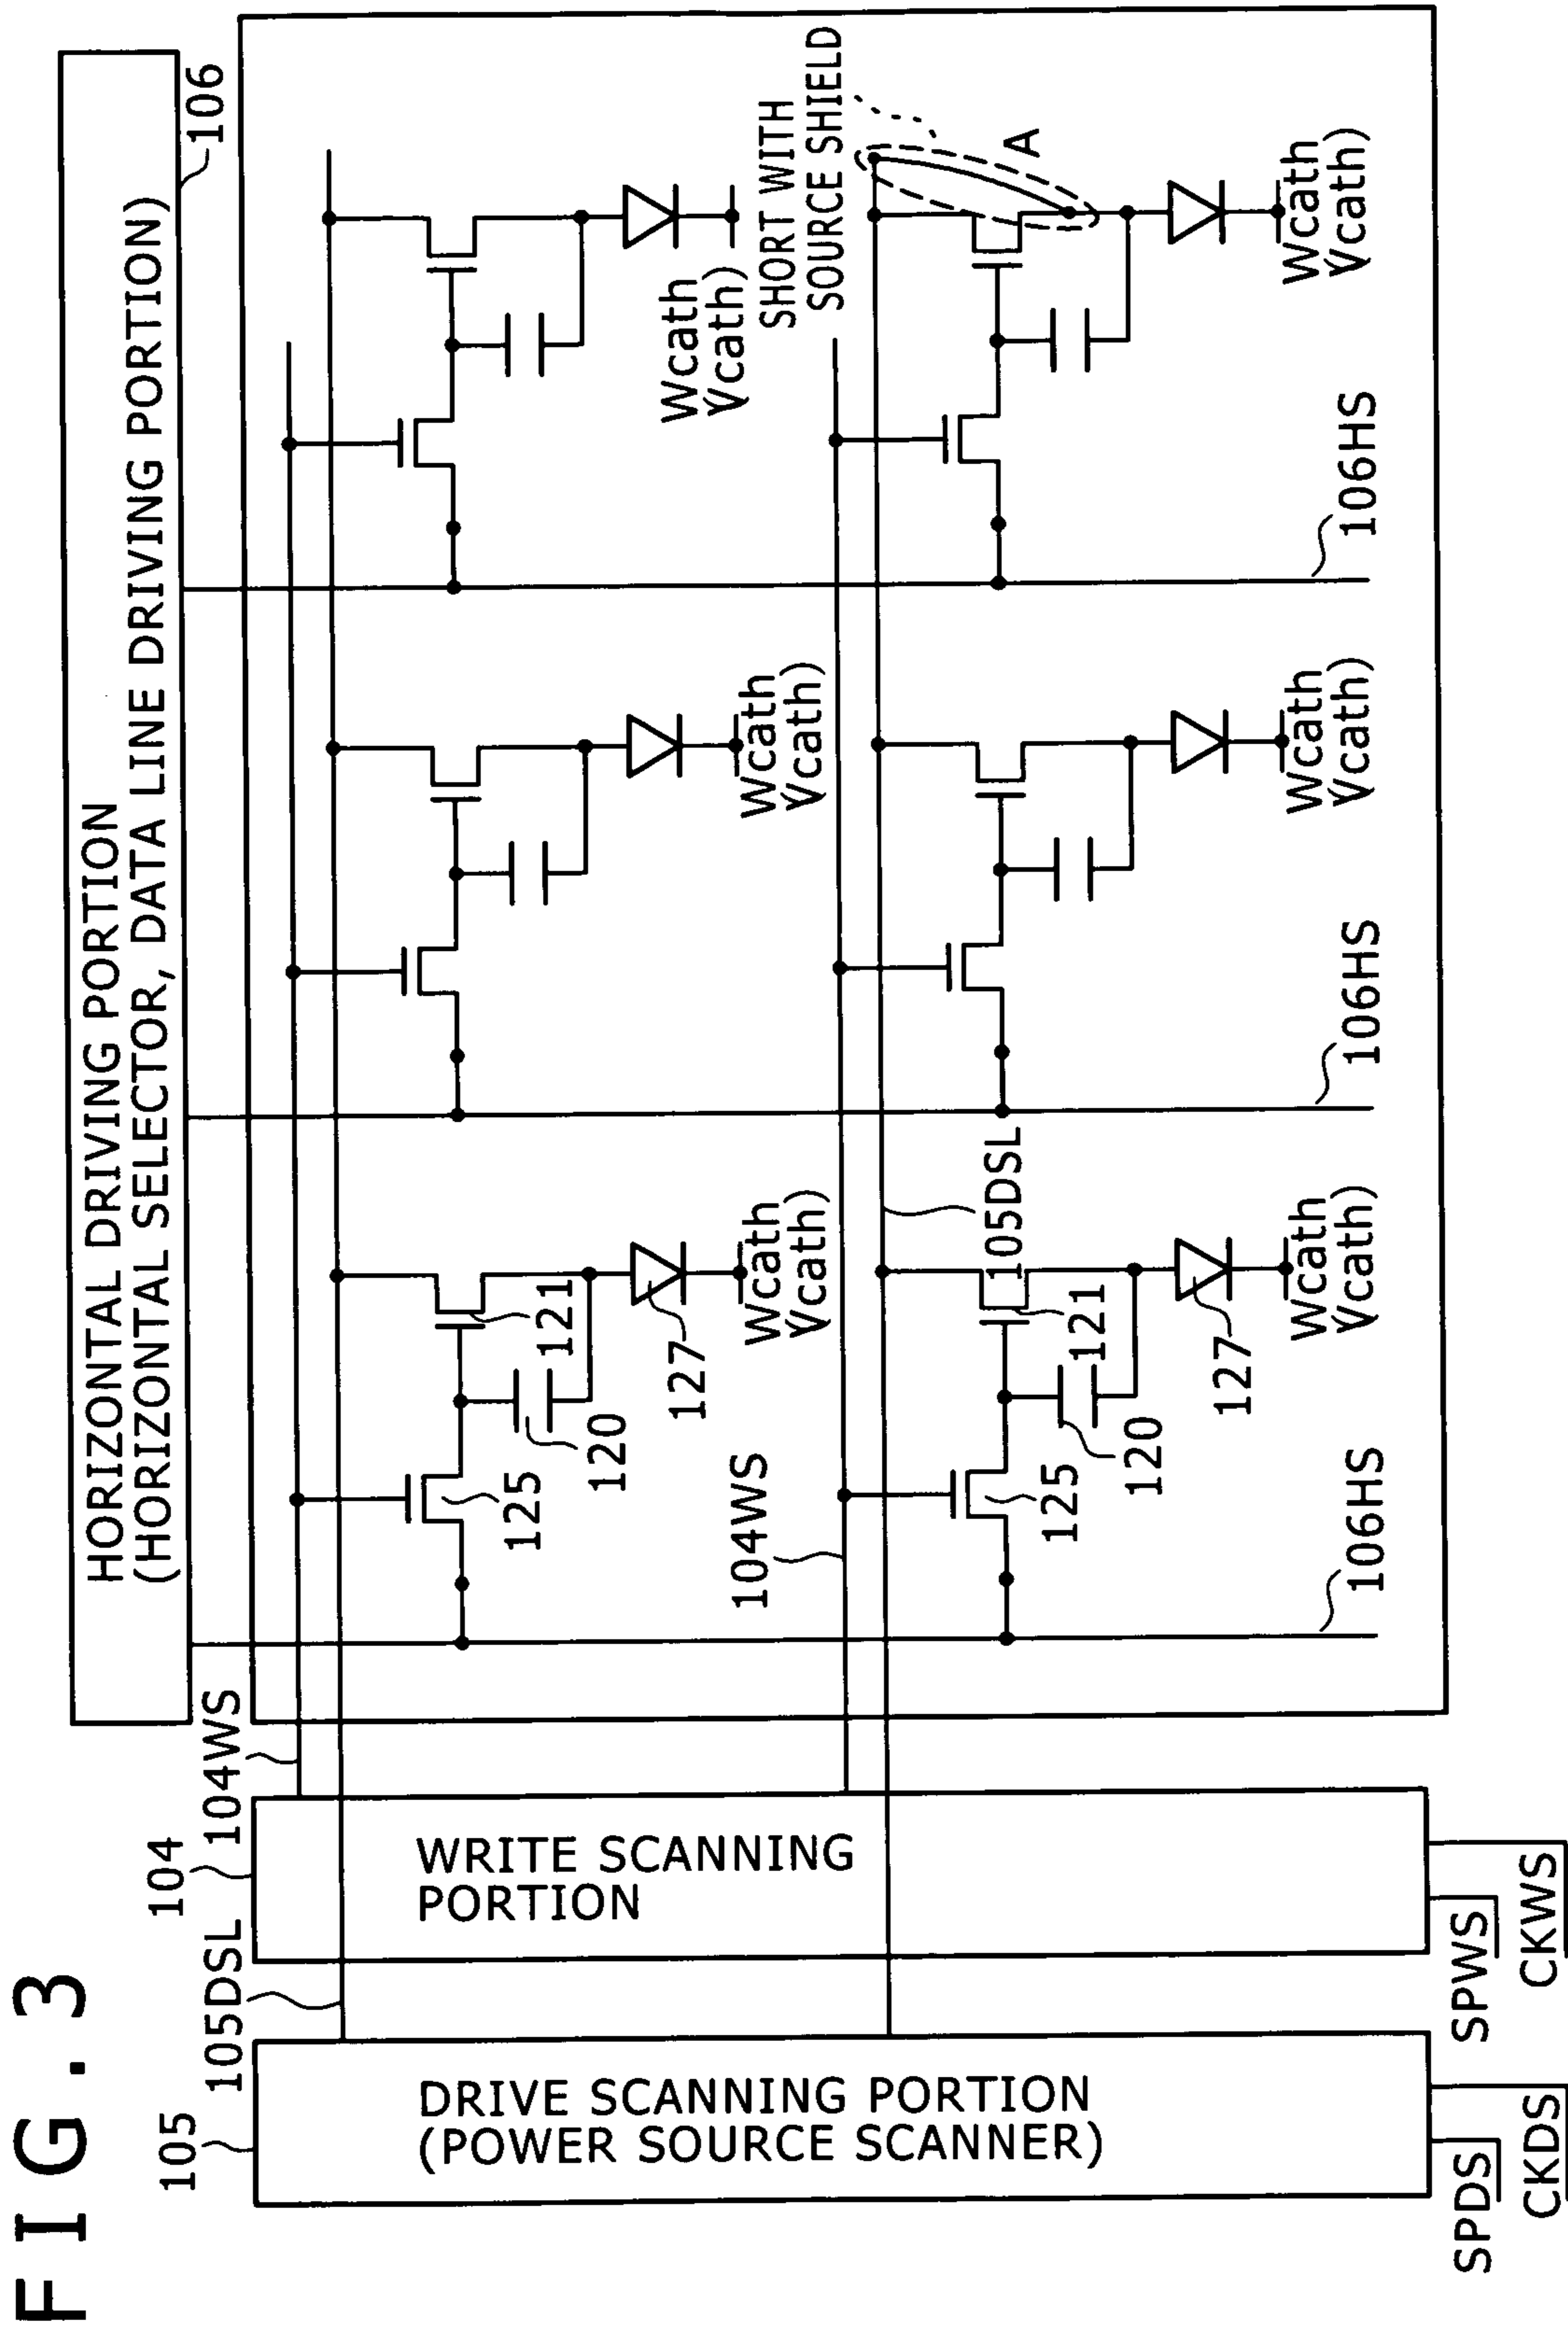 FIG.3
HORIZONTAL DRIVING PORTION
(HORIZONTAL SELECTOR, DATA LINE DRIVING PORTION)
106
105
105DSL
104
104WS
DRIVE SCANNING PORTION
(POWER SOURCE SCANNER)
WRITE SCANNING
PORTION
125
121
120
127
Wcath
(Vcath)
Wcath
(Vcath)
Wcath
(Vcath)
SHORT WITH
SOURCE SHIELD
A
104WS
105DSL
125
121
120
127
Wcath
(Vcath)
Wcath
(Vcath)
Wcath
(Vcath)
106HS
106HS
106HS
SPDS
CKDS
SPWS
CKWS